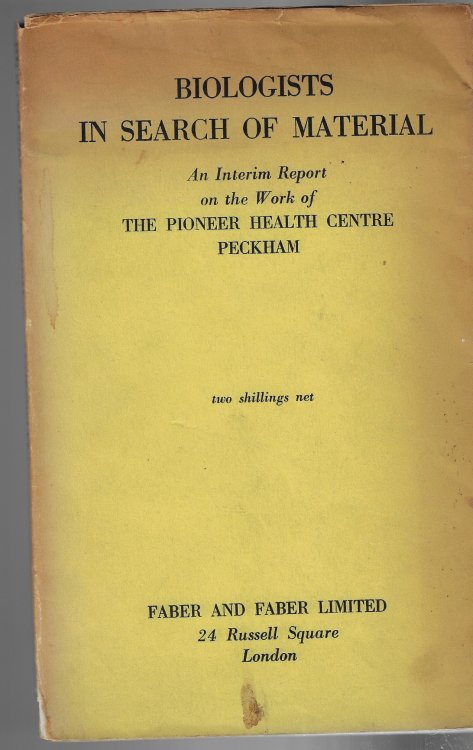 BIOLOGISTS
IN SEARCH OF MATERIAL
An Interim Report
on the Work of
THE PIONEER HEALTH CENTRE
PECKHAM
two shillings net
FABER AND FABER LIMITED
24 Russell Square
London